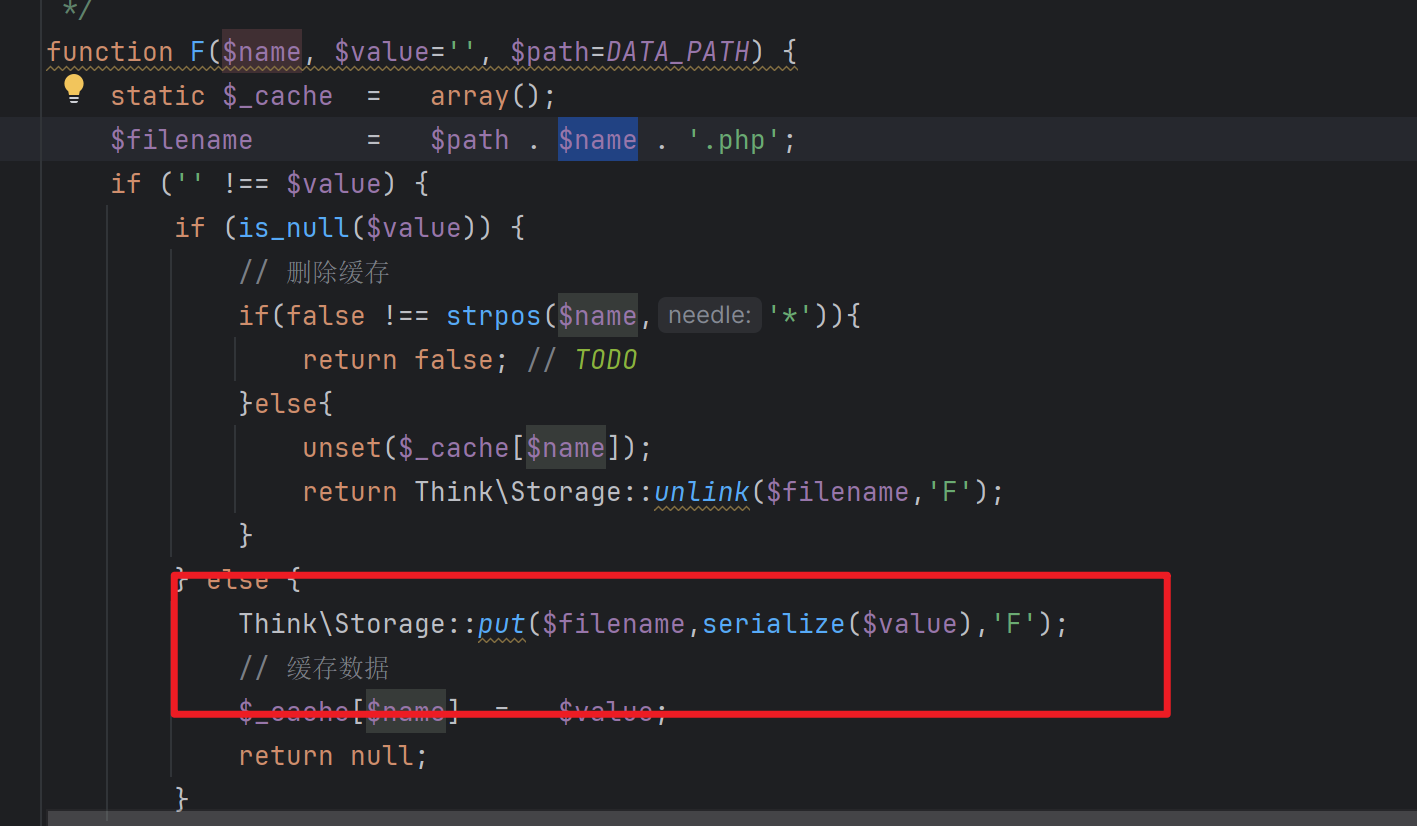 */
function F($name, $value='', $path=DATA_PATH) {
    static $_cache  =   array();
    $filename       =   $path . $name . '.php';
    if ('' !== $value) {
        if (is_null($value)) {
            // 删除缓存
            if(false !== strpos($name, needle: '*')){
                return false; // TODO
            }else{
                unset($_cache[$name]);
                return Think\Storage::unlink($filename,'F');
            }
        } else {
            Think\Storage::put($filename,serialize($value),'F');
            // 缓存数据
            $_cache[$name]  =   $value;
            return null;
        }